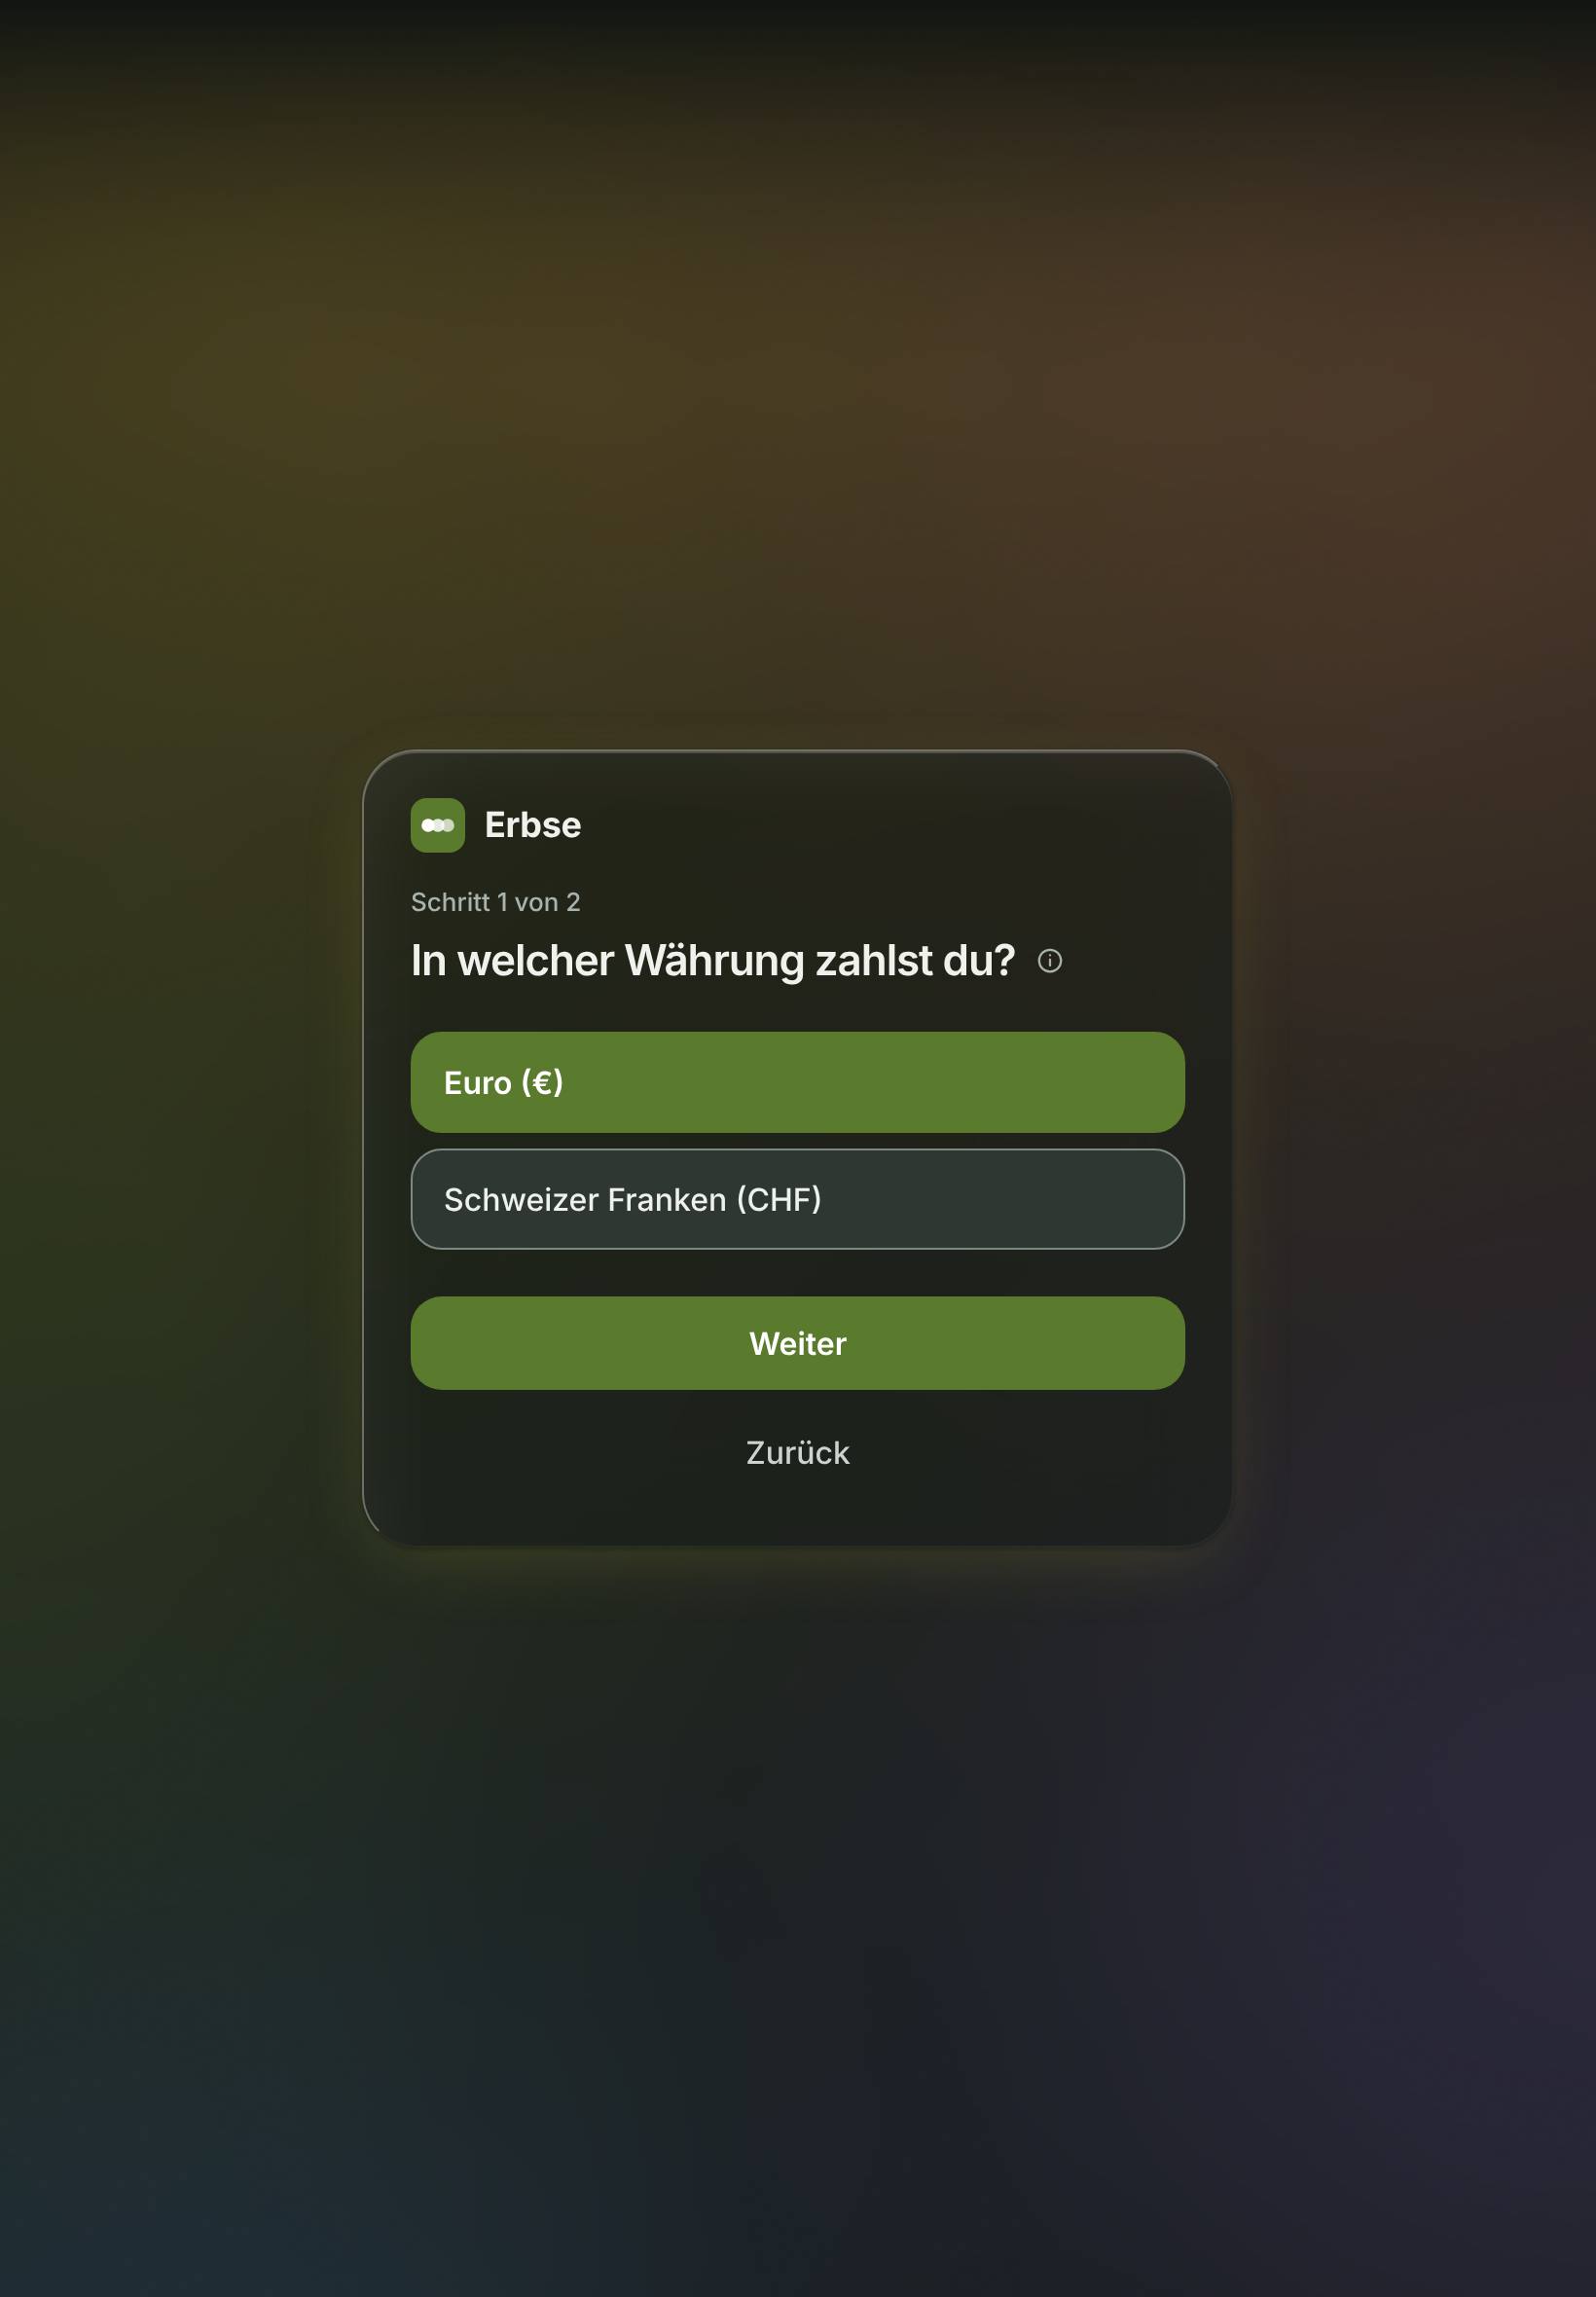 Erbse
Schritt 1 von 2
In welcher Währung zahlst du?
Euro (€)
Schweizer Franken (CHF)
Weiter
Zurück